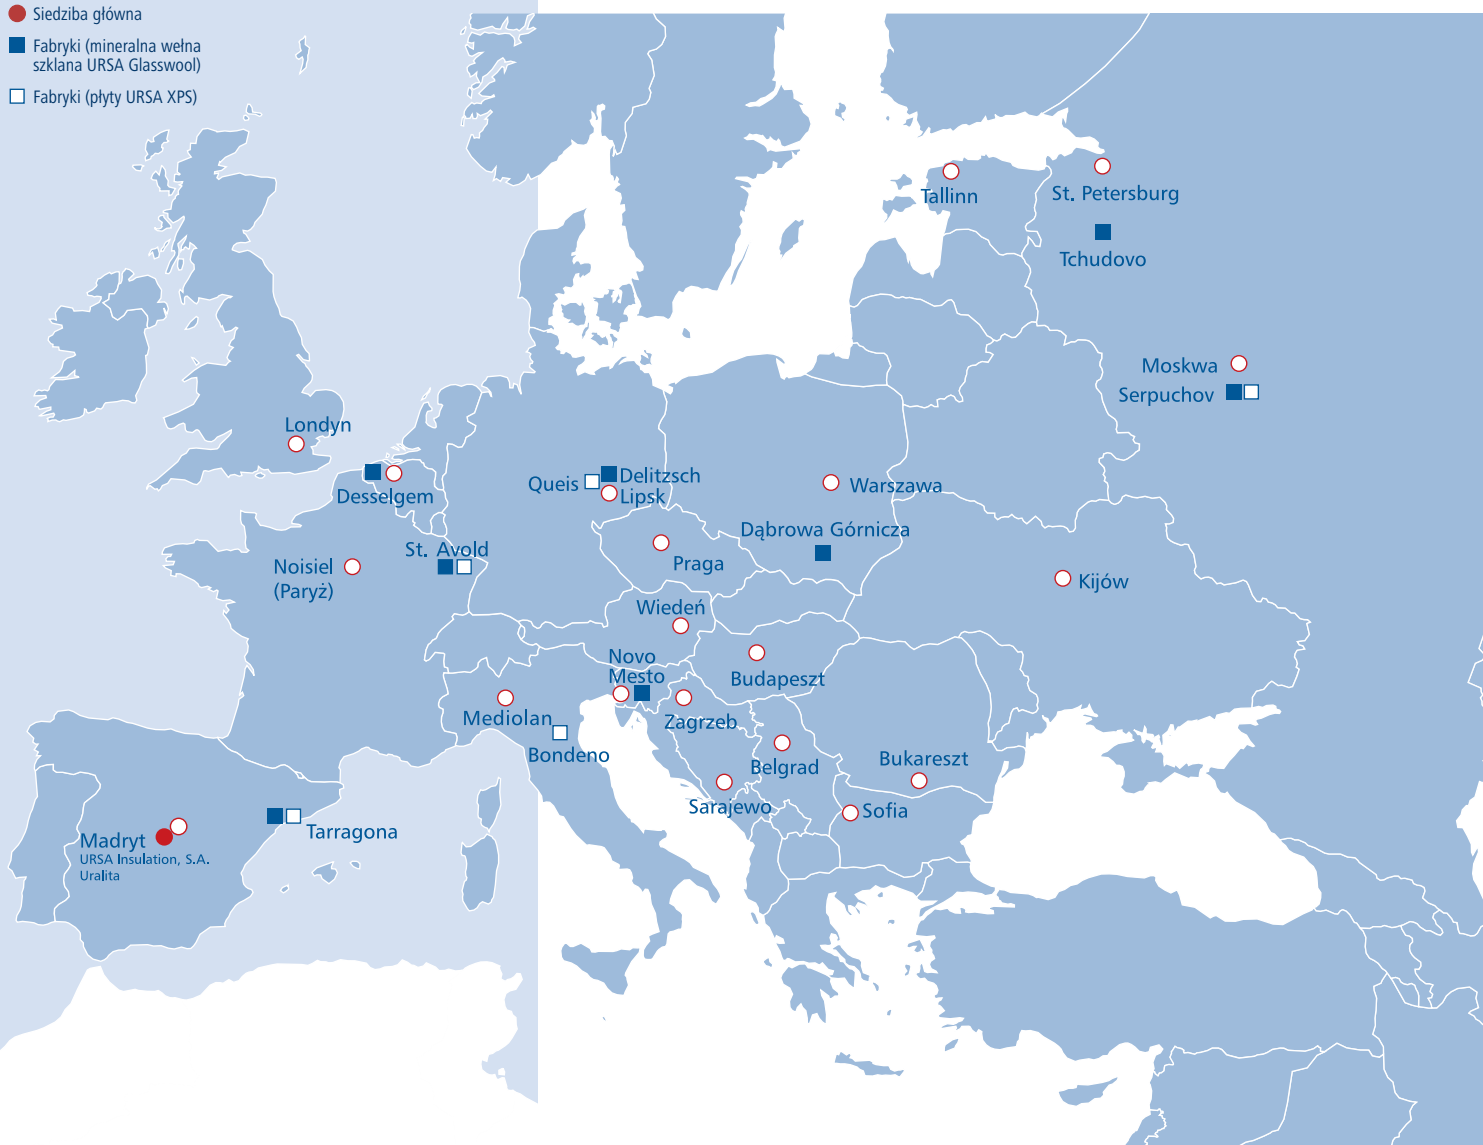 Siedziba główna
Fabryki (mineralna wełna
szklana URSA Glasswool)
Fabryki (płyty URSA XPS)
Tallinn
St. Petersburg
Tchudovo
Moskwa
Serpuchov
Londyn
Desselgem
Queis
Delitzsch
Lipsk
Warszawa
Dąbrowa Górnicza
St. Avold
Noisiel
(Paryż)
Praga
Kijów
Wiedeń
Novo
Mesto
Budapeszt
Mediolan
Zagrzeb
Bondeno
Belgrad
Bukareszt
Sarajewo
Sofia
Tarragona
Madryt
URSA Insulation, S.A.
Uralita